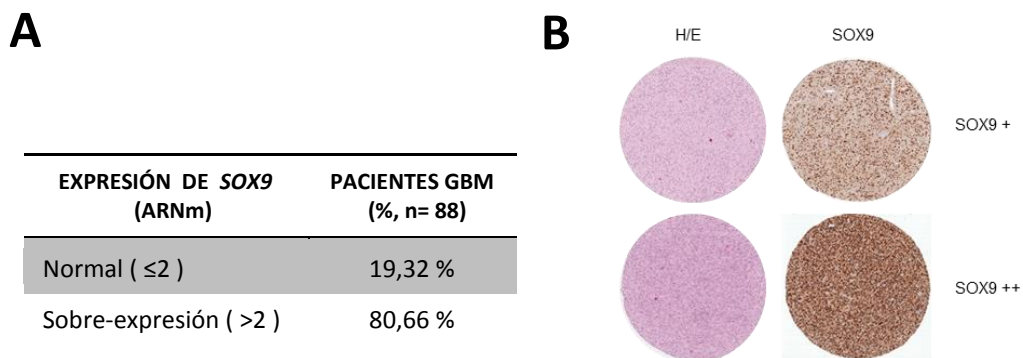 A
EXPRESIÓN DE SOX9
(ARNm)
PACIENTES GBM
(%, n= 88)
Normal ( ≤2 )
19,32 %
Sobre-expresión ( >2 )
80,66 %
B
H/E
SOX9
SOX9 +
SOX9 ++